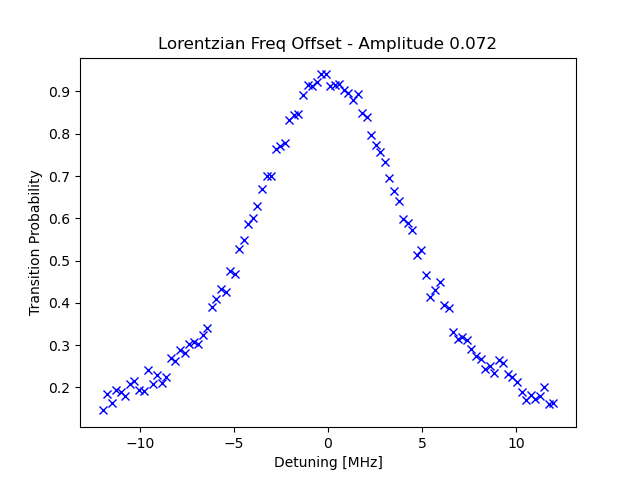 Lorentzian Freq Offset - Amplitude 0.072
Transition Probability
0.9
0.8
0.7
0.6
0.5
0.4
0.3
0.2
−10 −5 0 5 10
Detuning [MHz]